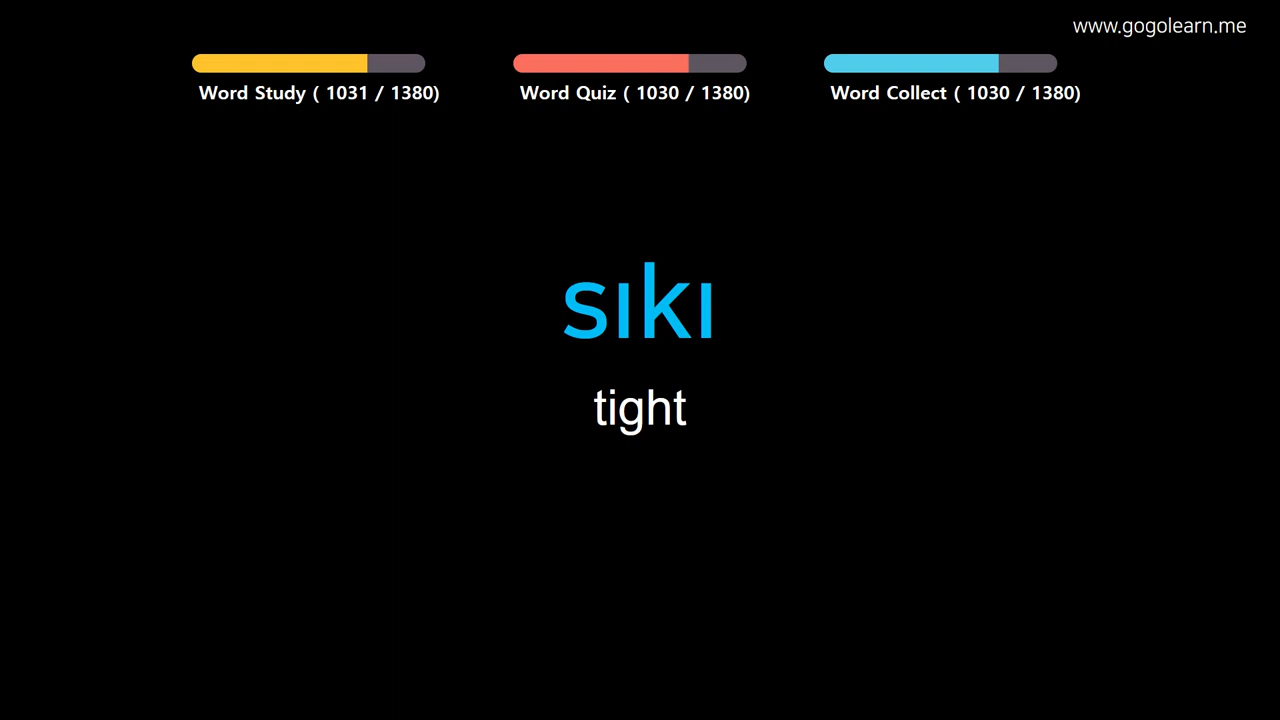 www.gogolearn.me
Word Study ( 1031 / 1380)
Word Quiz ( 1030 / 1380)
Word Collect ( 1030 / 1380)
sıkı
tight